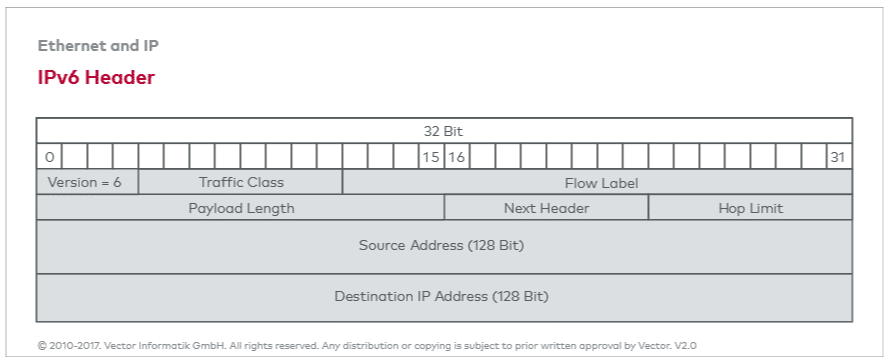 Ethernet and IP
IPv6 Header
32 Bit
0 15 16 31
Version = 6 Traffic Class Flow Label
Payload Length Next Header Hop Limit
Source Address (128 Bit)
Destination IP Address (128 Bit)
© 2010-2017. Vector Informatik GmbH. All rights reserved. Any distribution or copying is subject to prior written approval by Vector. V2.0